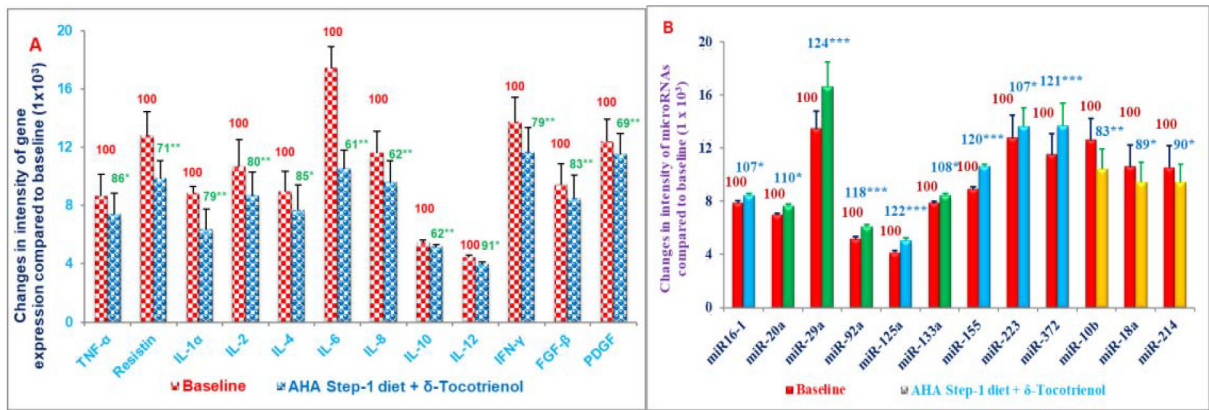 A
Changes in intensity of gene
expression compared to baseline (1x10³)
20
16
12
8
4
0
100 86* 100 71** 100 79** 100 80** 100 85* 100 61** 100 62** 100 62** 100 91* 100 79** 100 83** 100 69**
TNF-α Resistin IL-1α IL-2 IL-4 IL-6 IL-8 IL-10 IL-12 IFN-γ FGF-β PDGF
Baseline AHA Step-1 diet + δ-Tocotrienol
B
Changes in intensity of microRNAs
compared to baseline (1 x 10³)
20
16
12
8
4
0
100 107* 100 110* 100 124*** 100 118*** 100 122*** 100 108* 100 120*** 100 107* 100 121*** 100 83** 100 89* 100 90*
miR16-1 miR-20a miR-29a miR-92a miR-125a miR-133a miR-155 miR-223 miR-372 miR-10b miR-18a miR-214
Baseline AHA Step-1 diet + δ-Tocotrienol